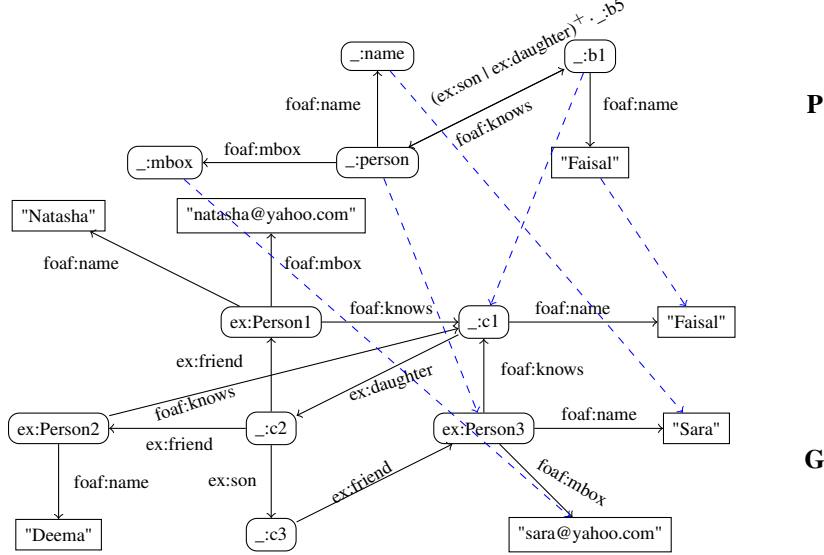 _:name
(ex:son | ex:daughter)+ · _:b5
_:b1
P
foaf:name
foaf:knows
foaf:name
_:mbox
foaf:mbox
_:person
"Faisal"
"Natasha"
"natasha@yahoo.com"
foaf:name
foaf:mbox
ex:Person1
foaf:knows
_:c1
foaf:name
"Faisal"
ex:friend
ex:daughter
foaf:knows
foaf:knows
ex:Person2
ex:friend
_:c2
ex:Person3
foaf:name
"Sara"
G
foaf:name
ex:son
ex:friend
foaf:mbox
"Deema"
_:c3
"sara@yahoo.com"